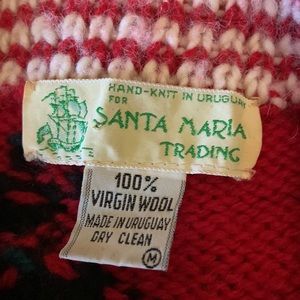 HAND-KNIT IN URUGUAY
FOR
SANTA MARIA
TRADING
100%
VIRGIN WOOL
MADE IN URUGUAY
DRY CLEAN
M